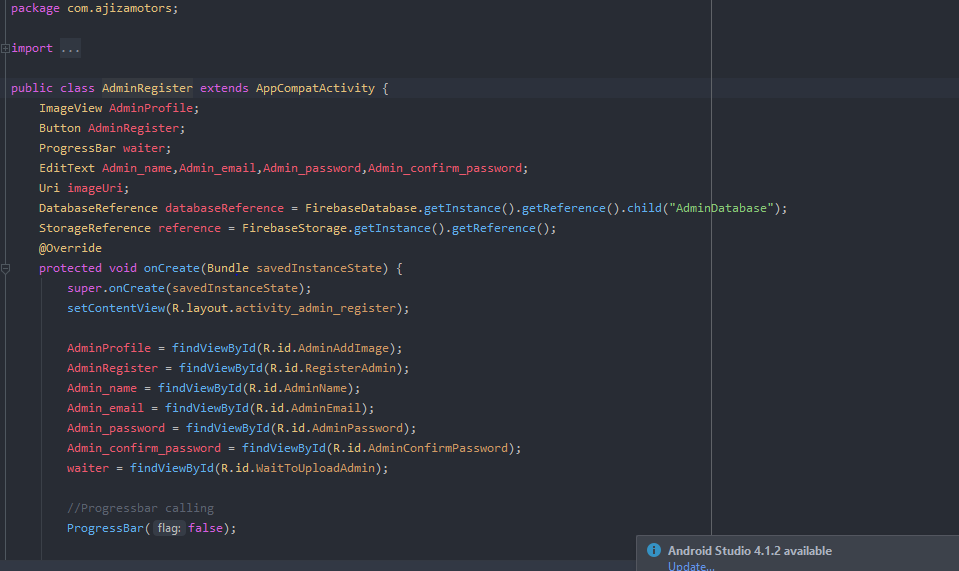 package com.ajizamotors;
import ...
public class AdminRegister extends AppCompatActivity {
ImageView AdminProfile;
Button AdminRegister;
ProgressBar waiter;
EditText Admin_name,Admin_email,Admin_password,Admin_confirm_password;
Uri imageUri;
DatabaseReference databaseReference = FirebaseDatabase.getInstance().getReference().child("AdminDatabase");
StorageReference reference = FirebaseStorage.getInstance().getReference();
@Override
protected void onCreate(Bundle savedInstanceState) {
super.onCreate(savedInstanceState);
setContentView(R.layout.activity_admin_register);
AdminProfile = findViewById(R.id.AdminAddImage);
AdminRegister = findViewById(R.id.RegisterAdmin);
Admin_name = findViewById(R.id.AdminName);
Admin_email = findViewById(R.id.AdminEmail);
Admin_password = findViewById(R.id.AdminPassword);
Admin_confirm_password = findViewById(R.id.AdminConfirmPassword);
waiter = findViewById(R.id.WaitToUploadAdmin);
//Progressbar calling
ProgressBar( flag: false);
Android Studio 4.1.2 available
Update...